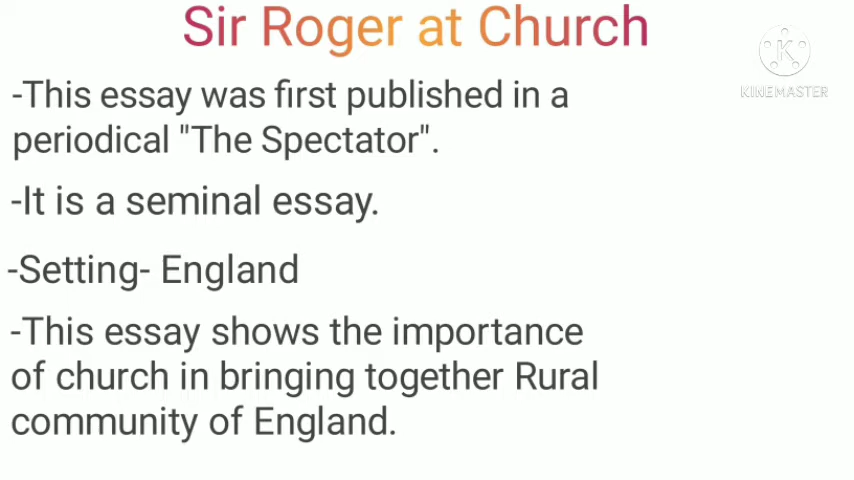 Sir Roger at Church
K
KINEMASTER
-This essay was first published in a
periodical "The Spectator".
-It is a seminal essay.
-Setting- England
-This essay shows the importance
of church in bringing together Rural
community of England.